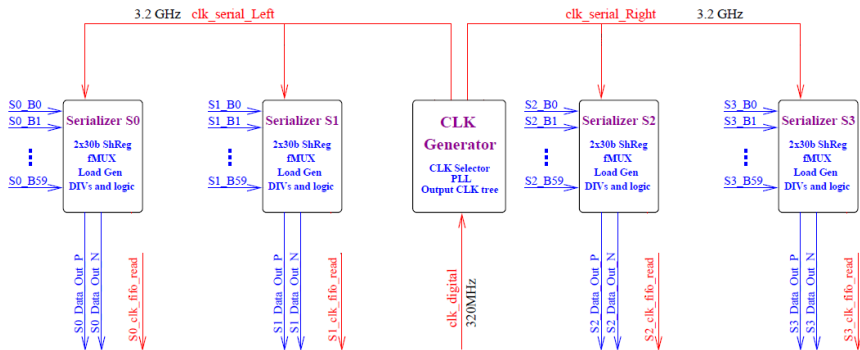 3.2 GHz clk_serial_Left
clk_serial_Right 3.2 GHz
S0_B0
S0_B1
S0_B59
Serializer S0
2x30b ShReg
fMUX
Load Gen
DIVs and logic
S1_B0
S1_B1
S1_B59
Serializer S1
2x30b ShReg
fMUX
Load Gen
DIVs and logic
CLK
Generator
CLK Selector
PLL
Output CLK tree
S2_B0
S2_B1
S2_B59
Serializer S2
2x30b ShReg
fMUX
Load Gen
DIVs and logic
S3_B0
S3_B1
S3_B59
Serializer S3
2x30b ShReg
fMUX
Load Gen
DIVs and logic
S0_Data_Out_P
S0_Data_Out_N
S0_clk_fifo_read
S1_Data_Out_P
S1_Data_Out_N
S1_clk_fifo_read
clk_digital
320MHz
S2_Data_Out_P
S2_Data_Out_N
S2_clk_fifo_read
S3_Data_Out_P
S3_Data_Out_N
S3_clk_fifo_read